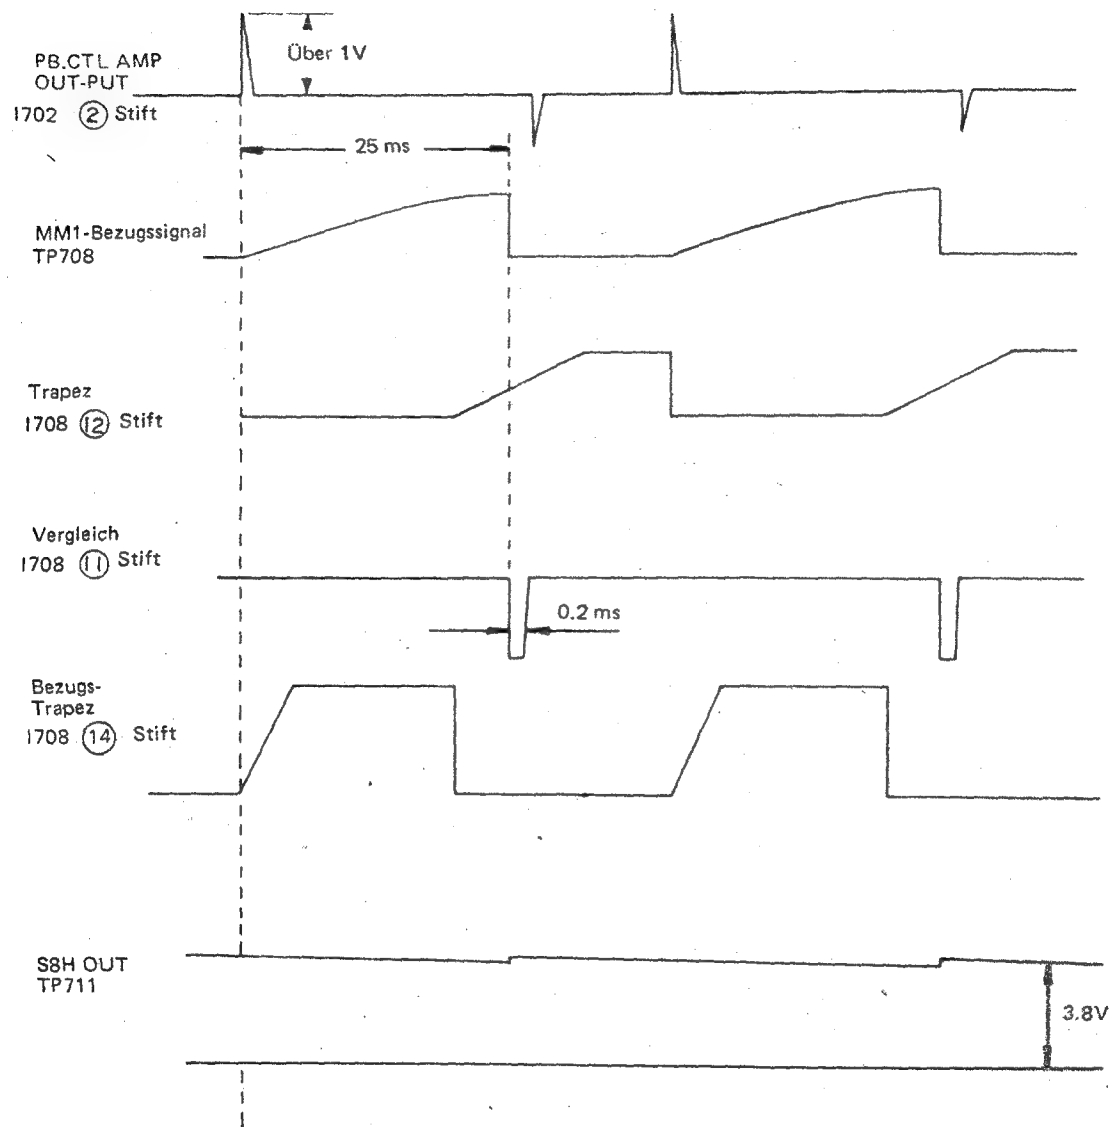 PB.CTL AMP
OUT-PUT
I702 ② Stift
Über 1V
25 ms
MM1-Bezugssignal
TP708
Trapez
I708 ⑫ Stift
Vergleich
I708 ⑪ Stift
0.2 ms
Bezugs-
Trapez
I708 ⑭ Stift
S8H OUT
TP711
3.8V